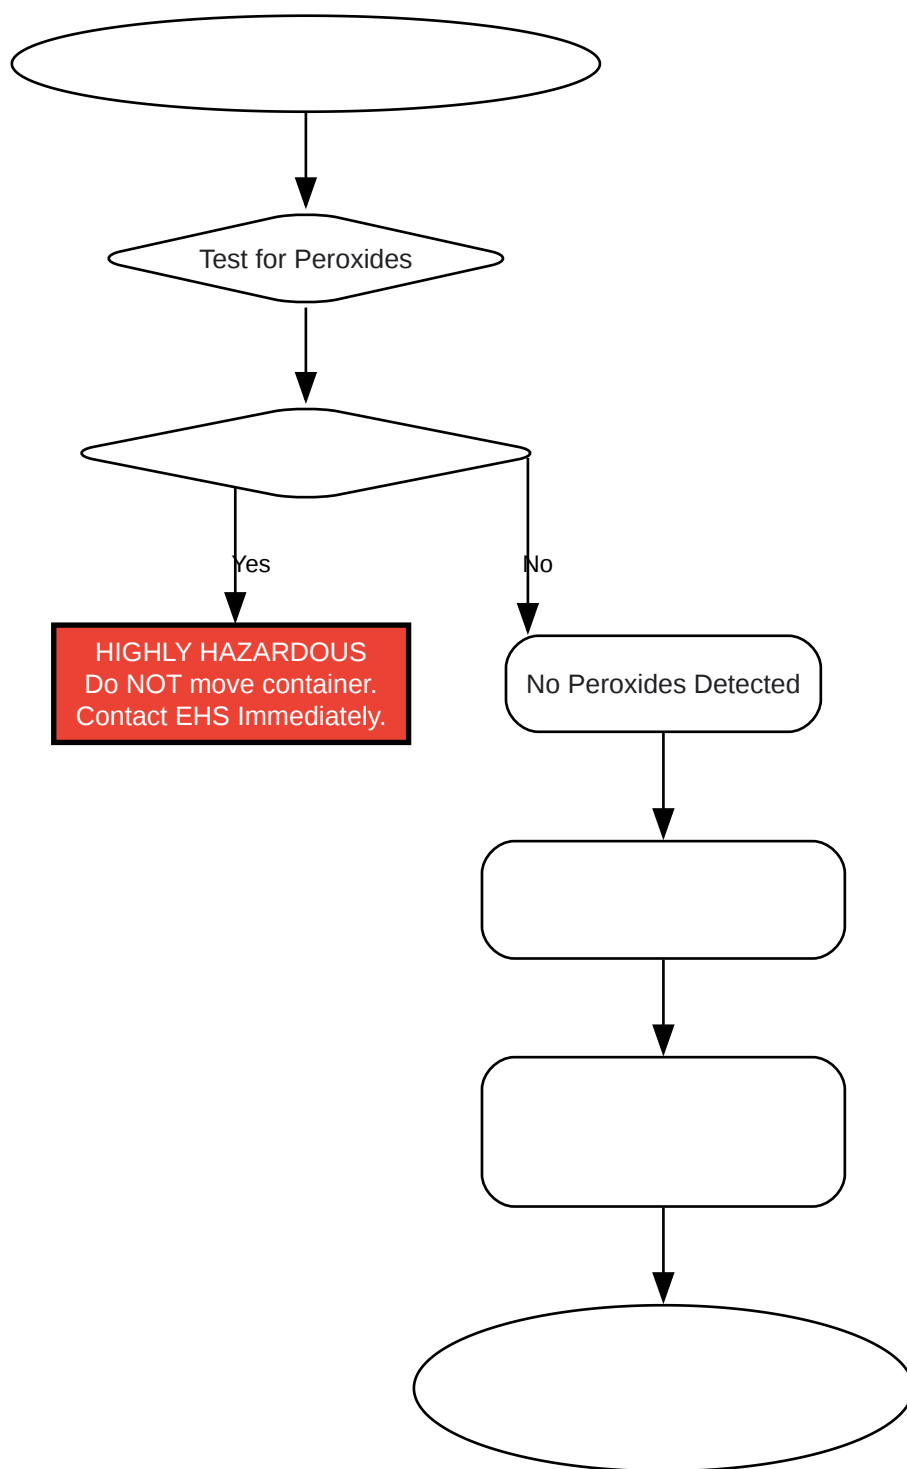 Test for Peroxides
Yes
No
HIGHLY HAZARDOUS
Do NOT move container.
Contact EHS Immediately.
No Peroxides Detected